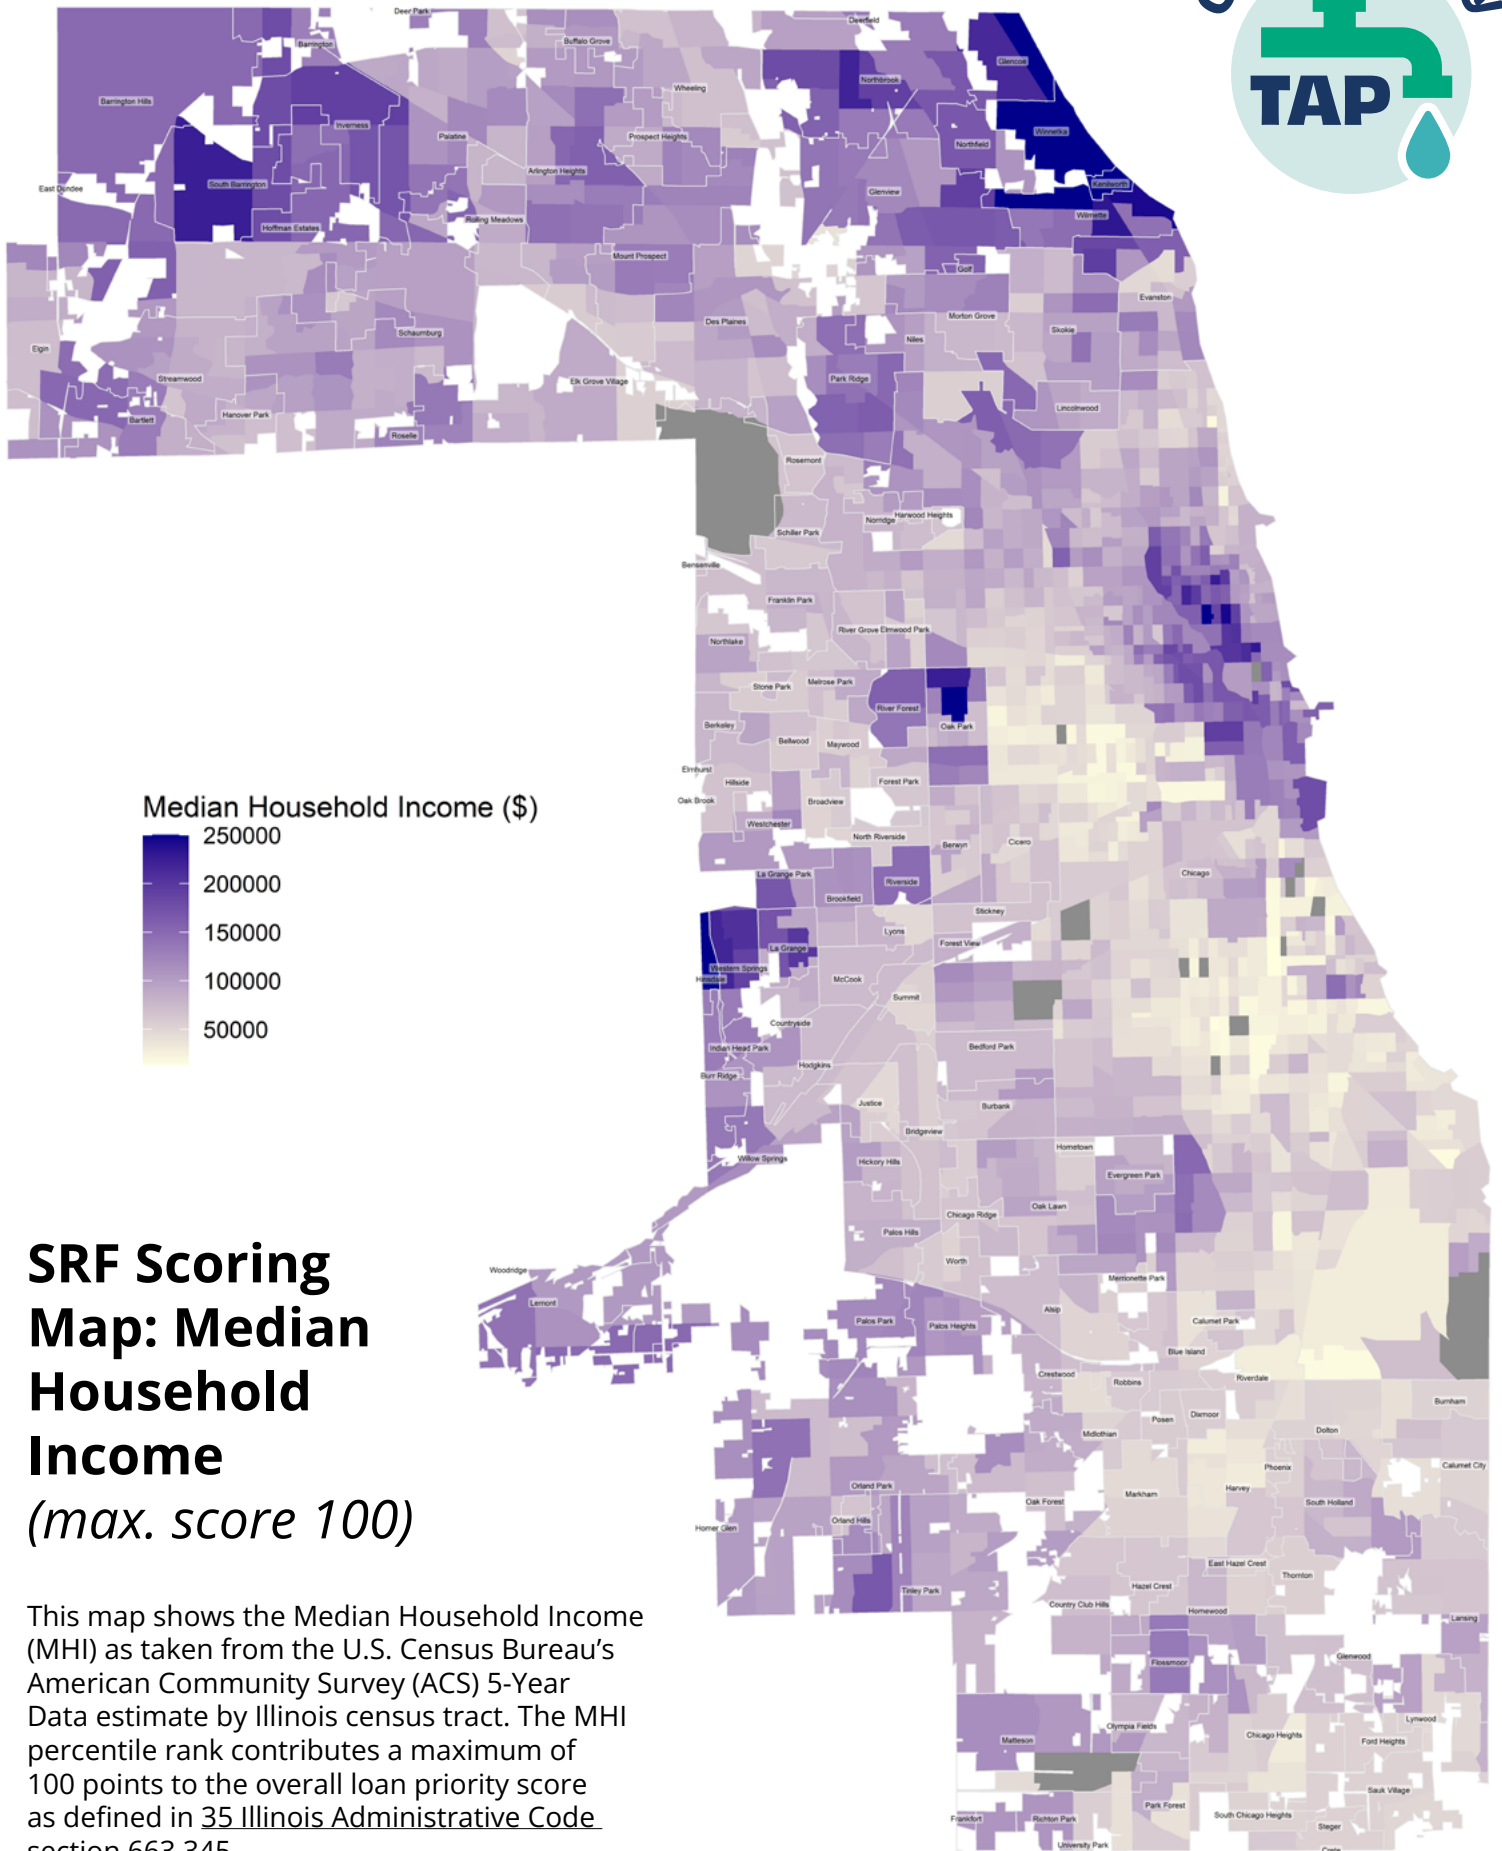 TAP
Deer Park
Deerfield
Barrington
Buffalo Grove
Glencoe
Northbrook
Wheeling
Barrington Hills
Inverness
Palatine
Prospect Heights
Winnetka
Northfield
Arlington Heights
East Dundee
South Barrington
Glenview
Kenilworth
Rolling Meadows
Wilmette
Hoffman Estates
Mount Prospect
Golf
Evanston
Des Plaines
Morton Grove
Skokie
Schaumburg
Niles
Elgin
Streamwood
Elk Grove Village
Park Ridge
Lincolnwood
Hanover Park
Bartlett
Roselle
Rosemont
Norridge
Harwood Heights
Schiller Park
Bensenville
Franklin Park
River Grove
Elmwood Park
Northlake
Stone Park
Melrose Park
River Forest
Berkeley
Oak Park
Bellwood
Maywood
Elmhurst
Hillside
Forest Park
Oak Brook
Broadview
Westchester
North Riverside
Berwyn
Cicero
Chicago
La Grange Park
Riverside
Brookfield
Stickney
Lyons
Forest View
La Grange
Western Springs
Hinsdale
McCook
Summit
Countryside
Indian Head Park
Bedford Park
Hodgkins
Burr Ridge
Justice
Burbank
Bridgeview
Hometown
Willow Springs
Hickory Hills
Evergreen Park
Oak Lawn
Chicago Ridge
Palos Hills
Worth
Woodridge
Merrionette Park
Lemont
Alsip
Palos Park
Palos Heights
Calumet Park
Blue Island
Crestwood
Robbins
Riverdale
Burnham
Posen
Dixmoor
Midlothian
Dolton
Phoenix
Calumet City
Orland Park
Markham
Harvey
Oak Forest
South Holland
Orland Hills
Homer Glen
East Hazel Crest
Thornton
Hazel Crest
Tinley Park
Country Club Hills
Homewood
Lansing
Glenwood
Flossmoor
Lynwood
Olympia Fields
Matteson
Chicago Heights
Ford Heights
Sauk Village
Park Forest
South Chicago Heights
Frankfort
Richton Park
Steger
University Park
Crete
Median Household Income ($)
250000
200000
150000
100000
50000
SRF Scoring
Map: Median
Household
Income
(max. score 100)
This map shows the Median Household Income
(MHI) as taken from the U.S. Census Bureau’s
American Community Survey (ACS) 5-Year
Data estimate by Illinois census tract. The MHI
percentile rank contributes a maximum of
100 points to the overall loan priority score
as defined in 35 Illinois Administrative Code
section 663.345